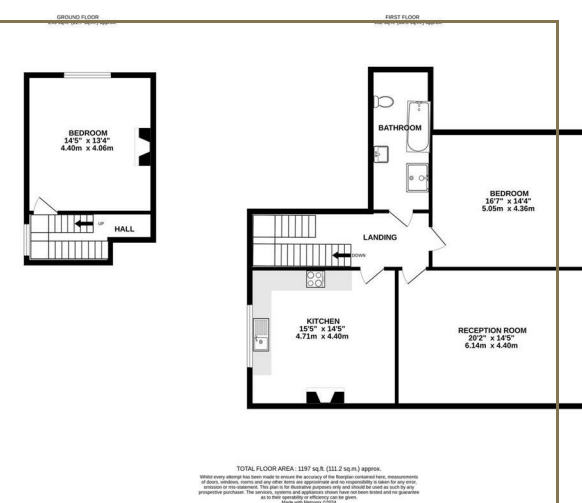 GROUND FLOOR
FIRST FLOOR
BEDROOM
14'5" x 13'4"
4.40m x 4.06m
UP
HALL
BATHROOM
BEDROOM
16'7" x 14'4"
5.05m x 4.36m
LANDING
DOWN
KITCHEN
15'5" x 14'5"
4.71m x 4.40m
RECEPTION ROOM
20'2" x 14'5"
6.14m x 4.40m
TOTAL FLOOR AREA : 1197 sq.ft. (111.2 sq.m.) approx.
Whilst every attempt has been made to ensure the accuracy of the floorplan contained here, measurements
of doors, windows, rooms and any other items are approximate and no responsibility is taken for any error,
omission or mis-statement. This plan is for illustrative purposes only and should be used as such by any
prospective purchaser. The services, systems and appliances shown have not been tested and no guarantee
as to their operability or efficiency can be given.
Made with Metropix ©2024